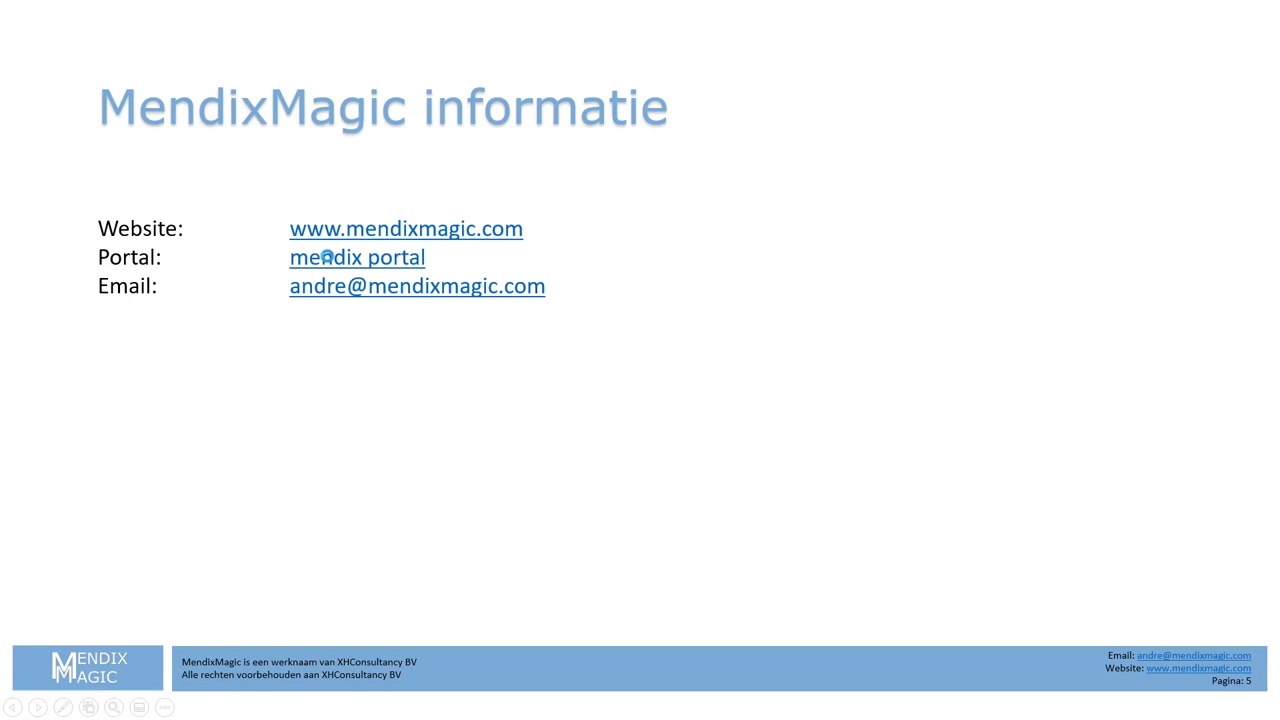 MendixMagic informatie
Website: www.mendixmagic.com
Portal: mendix portal
Email: andre@mendixmagic.com
MENDIX
MAGIC
MendixMagic is een werknaam van XHConsultancy BV
Alle rechten voorbehouden aan XHConsultancy BV
Email: andre@mendixmagic.com
Website: www.mendixmagic.com
Pagina: 5